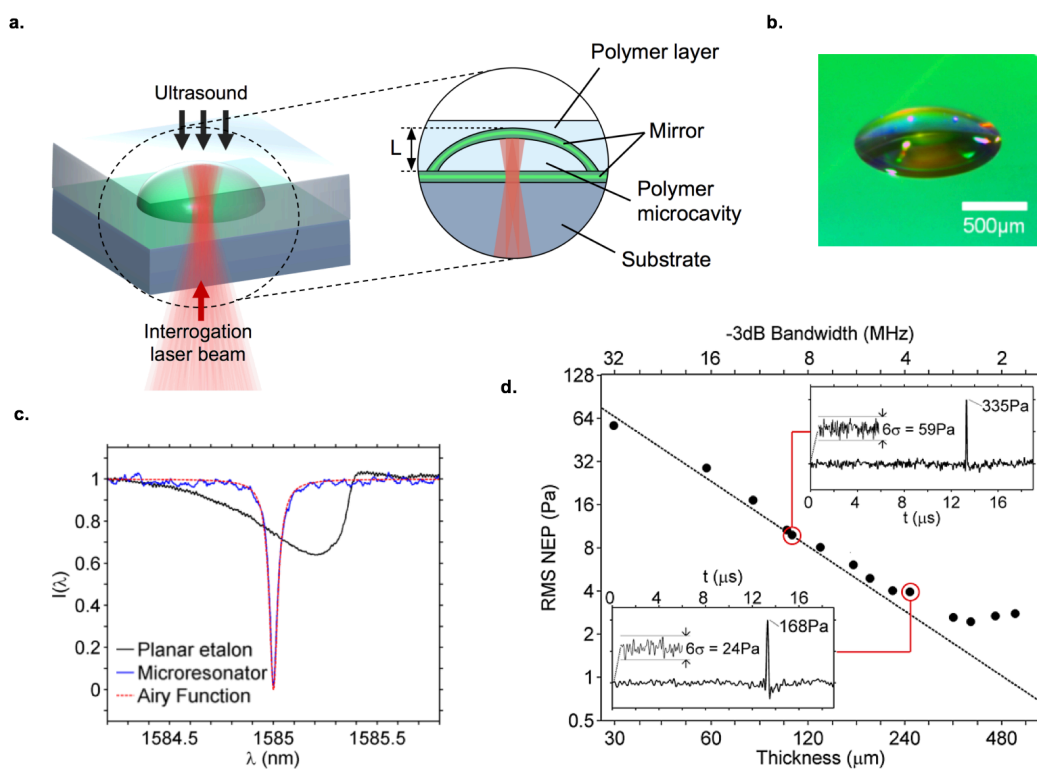 a.
Ultrasound
Interrogation
laser beam
L
Polymer layer
Mirror
Polymer
microcavity
Substrate
b.
500μm
c.
I(λ)
1
0.8
0.6
0.4
0.2
0
Planar etalon
Microresonator
Airy Function
1584.5 1585 1585.5
λ (nm)
d.
-3dB Bandwidth (MHz)
32 16 8 4 2
RMS NEP (Pa)
128
64
32
16
8
4
2
1
0.5
335Pa
6σ = 59Pa
0 4 8 12 16
t (μs)
t (μs)
0 4 8 12 16
168Pa
6σ = 24Pa
30 60 120 240 480
Thickness (μm)